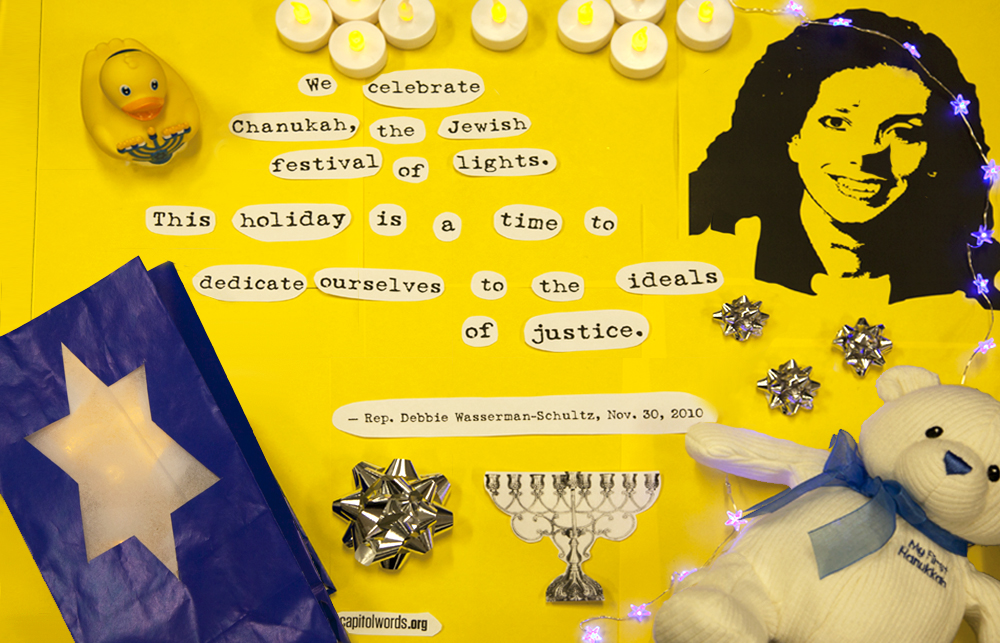 We celebrate
Chanukah, the Jewish
festival of lights.
This holiday is a time to
dedicate ourselves to the ideals
of justice.
— Rep. Debbie Wasserman-Schultz, Nov. 30, 2010
My First
Hanukkah
capitolwords.org